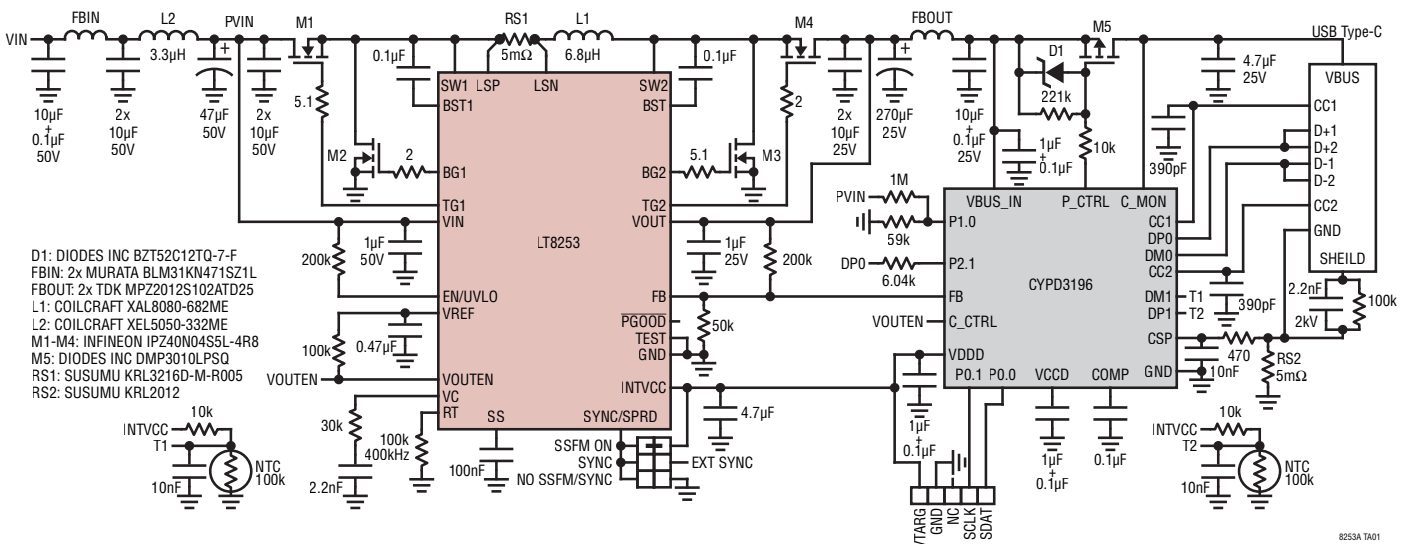 FBIN
L2
PVIN
M1
RS1
L1
M4
FBOUT
M5
USB Type-C
VIN
3.3µH
5mΩ
6.8µH
D1
0.1µF
0.1µF
4.7µF
25V
10µF
+
0.1µF
50V
2x
10µF
50V
+
47µF
50V
2x
10µF
50V
5.1
SW1
LSP
LSN
SW2
BST1
BST
2
2x
10µF
25V
+
270µF
25V
10µF
+
0.1µF
25V
221k
1µF
+
0.1µF
10k
390pF
VBUS
CC1
D+1
D+2
D-1
D-2
CC2
GND
SHEILD
M2
2
BG1
BG2
5.1
M3
TG1
TG2
VIN
VOUT
LT8253
200k
1µF
50V
1µF
25V
200k
PVIN
1M
59k
DP0
6.04k
VOUTEN
VBUS_IN
P_CTRL
C_MON
P1.0
P2.1
FB
C_CTRL
VDDD
P0.1
P0.0
VCCD
COMP
CYPD3196
CC1
DP0
DM0
CC2
DM1
DP1
CSP
GND
T1
T2
390pF
2.2nF
2kV
100k
470
10nF
RS2
5mΩ
D1: DIODES INC BZT52C12TQ-7-F
FBIN: 2x MURATA BLM31KN471SZ1L
FBOUT: 2x TDK MPZ2012S102ATD25
L1: COILCRAFT XAL8080-682ME
L2: COILCRAFT XEL5050-332ME
M1-M4: INFINEON IPZ40N04S5L-4R8
M5: DIODES INC DMP3010LPSQ
RS1: SUSUMU KRL3216D-M-R005
RS2: SUSUMU KRL2012
EN/UVLO
VREF
FB
PGOOD
TEST
GND
50k
100k
0.47µF
VOUTEN
VOUTEN
VC
RT
INTVCC
SS
SYNC/SPRD
4.7µF
30k
2.2nF
100k
400kHz
100nF
SSFM ON
SYNC
NO SSFM/SYNC
EXT SYNC
1µF
+
0.1µF
1µF
+
0.1µF
0.1µF
VTARG
GND
NC
SCLK
SDAT
INTVCC
10k
T1
10nF
NTC
100k
INTVCC
10k
T2
10nF
NTC
100k
8253A TA01